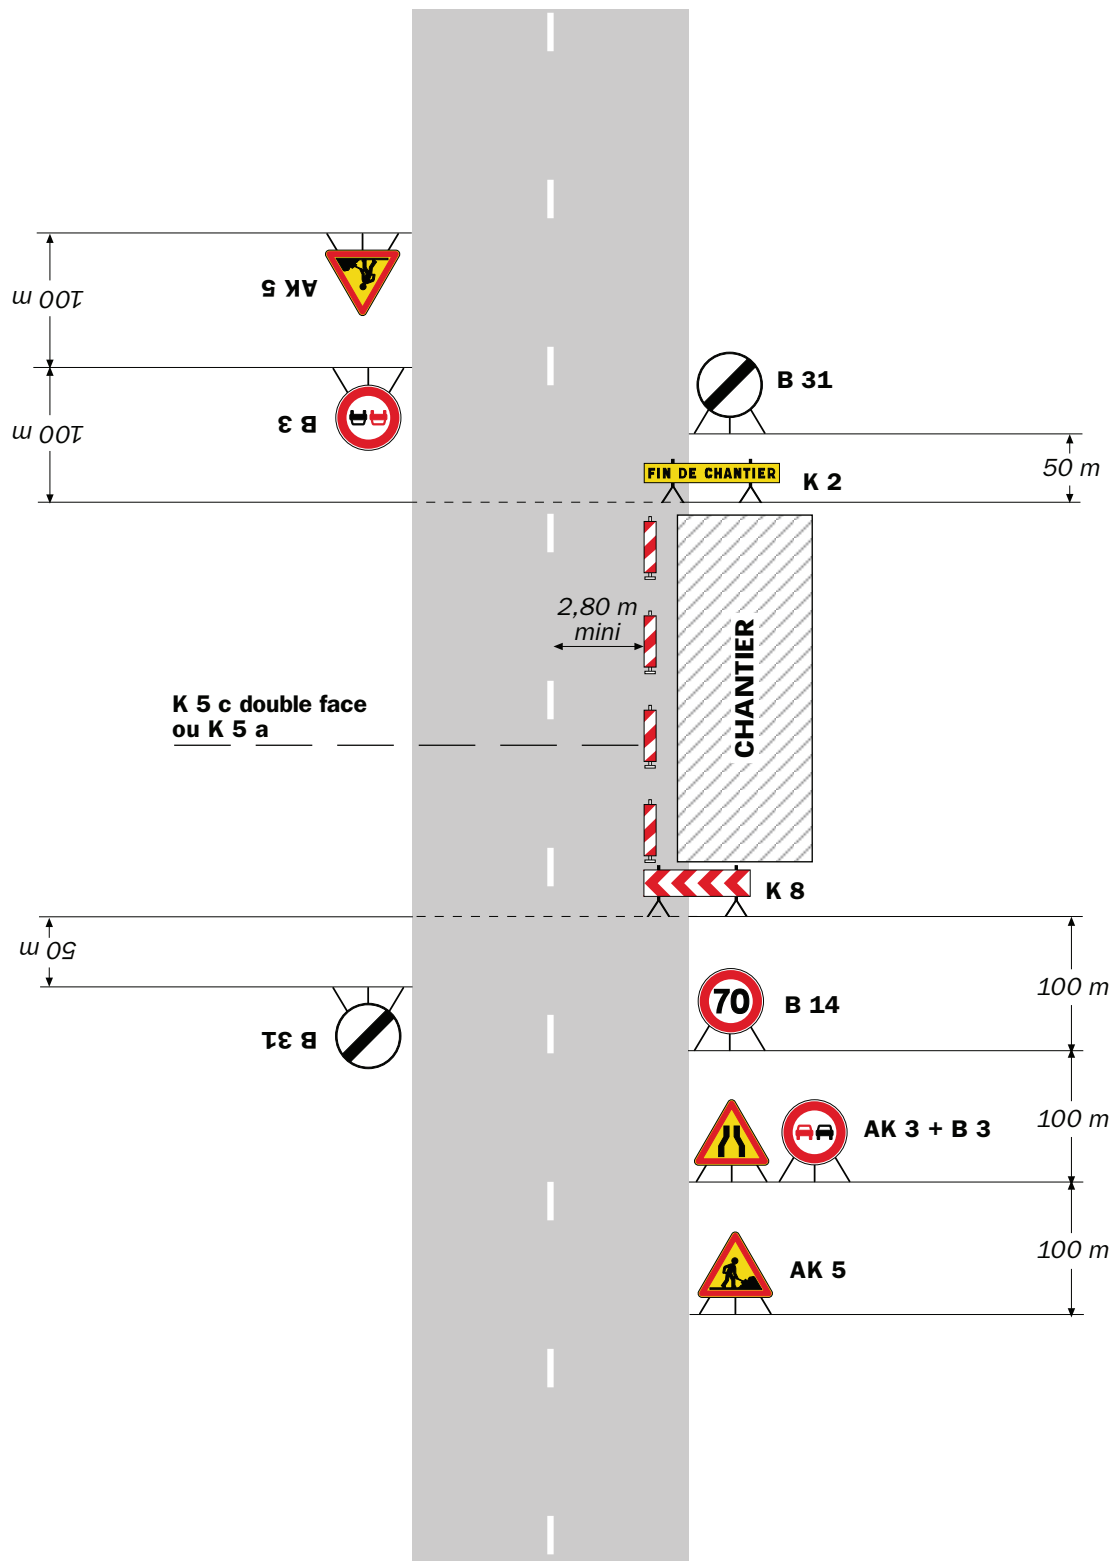 AK 5
100 m
B 3
100 m
B 31
50 m
FIN DE CHANTIER
K 2
2,80 m
mini
CHANTIER
K 5 c double face
ou K 5 a
K 8
50 m
B 31
70
B 14
100 m
AK 3 + B 3
100 m
AK 5
100 m